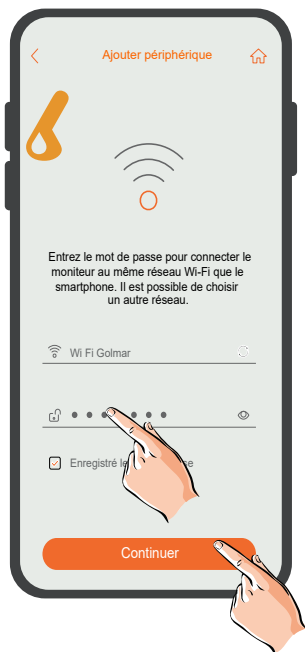 Ajouter périphérique
Entrez le mot de passe pour connecter le
moniteur au même réseau Wi-Fi que le
smartphone. Il est possible de choisir
un autre réseau.
Wi Fi Golmar
Enregistré
Continuer